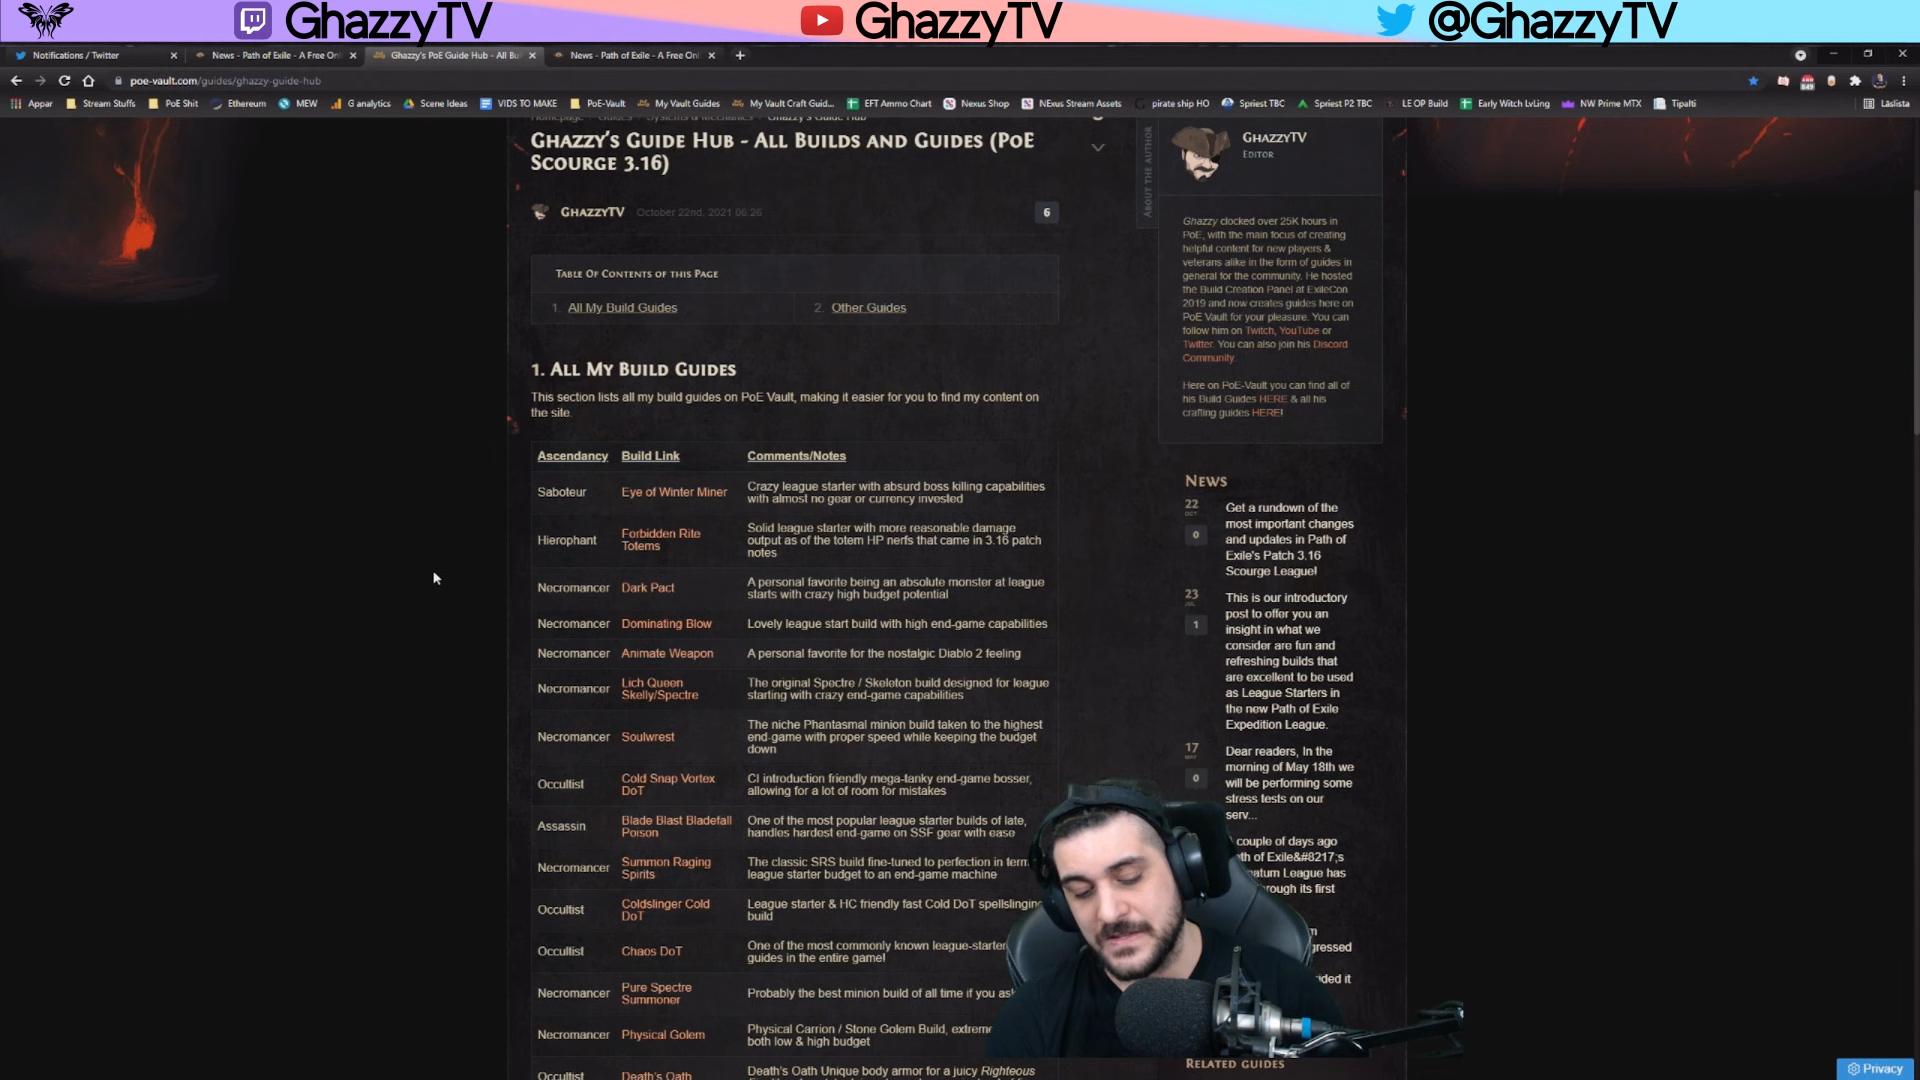 GhazzyTV
GhazzyTV
@GhazzyTV
Notifications / Twitter
News - Path of Exile - A Free Onl
Ghazzy's PoE Guide Hub - All Bu
News - Path of Exile - A Free Onl
poe-vault.com/guides/ghazzy-guide-hub
Appar
Stream Stuffs
PoE Shit
Ethereum
MEW
G analytics
Scene Ideas
VIDS TO MAKE
PoE-Vault
My Vault Guides
My Vault Craft Guid...
EFT Ammo Chart
Nexus Shop
NExus Stream Assets
pirate ship HO
Spriest TBC
Spriest P2 TBC
LE OP Build
Early Witch LvLing
NW Prime MTX
Tipalti
Läslista
Ghazzy's Guide Hub - All Builds and Guides (PoE
Scourge 3.16)
GhazzyTV
October 22nd, 2021 06:26
6
Table Of Contents of this Page
1. All My Build Guides
2. Other Guides
1. All My Build Guides
This section lists all my build guides on PoE Vault, making it easier for you to find my content on
the site.
Ascendancy
Build Link
Comments/Notes
Saboteur
Eye of Winter Miner
Crazy league starter with absurd boss killing capabilities
with almost no gear or currency invested
Hierophant
Forbidden Rite
Totems
Solid league starter with more reasonable damage
output as of the totem HP nerfs that came in 3.16 patch
notes
Necromancer
Dark Pact
A personal favorite being an absolute monster at league
starts with crazy high budget potential
Necromancer
Dominating Blow
Lovely league start build with high end-game capabilities
Necromancer
Animate Weapon
A personal favorite for the nostalgic Diablo 2 feeling
Necromancer
Lich Queen
Skelly/Spectre
The original Spectre / Skeleton build designed for league
starting with crazy end-game capabilities
Necromancer
Soulwrest
The niche Phantasmal minion build taken to the highest
end-game with proper speed while keeping the budget
down
Occultist
Cold Snap Vortex
DoT
CI introduction friendly mega-tanky end-game bosser,
allowing for a lot of room for mistakes
Assassin
Blade Blast Bladefall
Poison
One of the most popular league starter builds of late,
handles hardest end-game on SSF gear with ease
Necromancer
Summon Raging
Spirits
The classic SRS build fine-tuned to perfection in term
league starter budget to an end-game machine
Occultist
Coldslinger Cold
DoT
League starter & HC friendly fast Cold DoT spellslinging
build
Occultist
Chaos DoT
One of the most commonly known league-starter
guides in the entire game!
Necromancer
Pure Spectre
Summoner
Probably the best minion build of all time if you as
Necromancer
Physical Golem
Physical Carrion / Stone Golem Build, extreme
both low & high budget
Occultist
Death's Oath
Death's Oath Unique body armor for a juicy Righteous
About the Author
GhazzyTV
Editor
Ghazzy clocked over 25K hours in
PoE, with the main focus of creating
helpful content for new players &
veterans alike in the form of guides in
general for the community. He hosted
the Build Creation Panel at ExileCon
2019 and now creates guides here on
PoE Vault for your pleasure. You can
follow him on Twitch, YouTube or
Twitter. You can also join his Discord
Community.
Here on PoE-Vault you can find all of
his Build Guides HERE & all his
crafting guides HERE!
News
22
Oct
0
Get a rundown of the
most important changes
and updates in Path of
Exile's Patch 3.16
Scourge League!
23
Jul
1
This is our introductory
post to offer you an
insight in what we
consider are fun and
refreshing builds that
are excellent to be used
as League Starters in
the new Path of Exile
Expedition League.
17
May
0
Dear readers, In the
morning of May 18th we
will be performing some
stress tests on our
serv...
couple of days ago
of Exile&#8217;s
League has
rough its first
Related Guides
Privacy